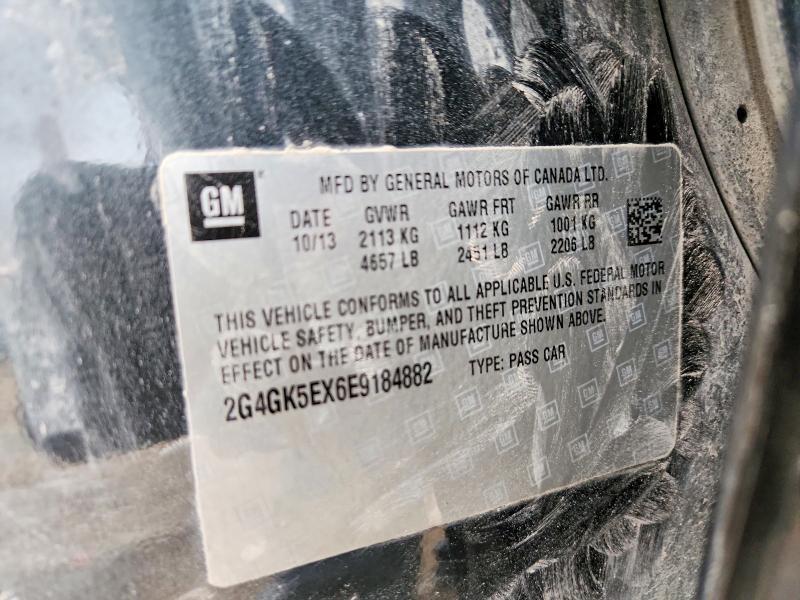 GM
MFD BY GENERAL MOTORS OF CANADA LTD.
DATE GVWR GAWR FRT GAWR RR
10/13 2113 KG 1112 KG 1001 KG
4657 LB 2451 LB 2206 LB
THIS VEHICLE CONFORMS TO ALL APPLICABLE U.S. FEDERAL MOTOR
VEHICLE SAFETY, BUMPER, AND THEFT PREVENTION STANDARDS IN
EFFECT ON THE DATE OF MANUFACTURE SHOWN ABOVE.
2G4GK5EX6E9184882 TYPE: PASS CAR